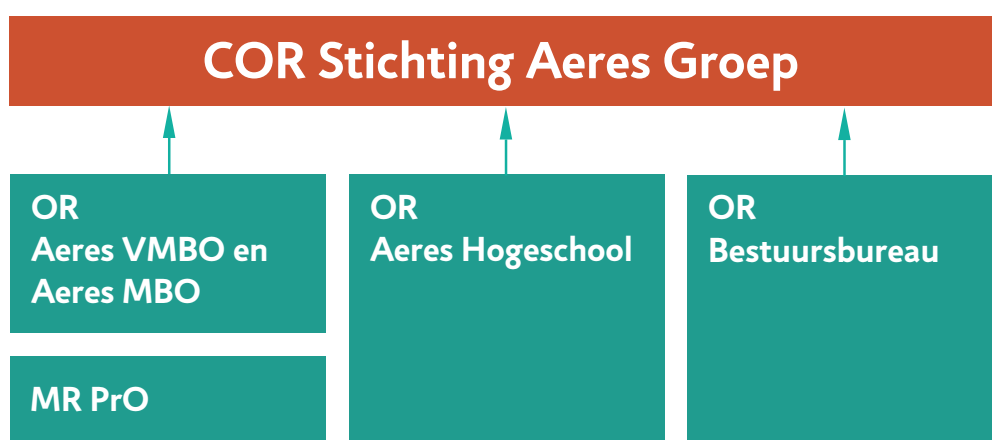 COR Stichting Aeres Groep
OR
Aeres VMBO en
Aeres MBO
MR PrO
OR
Aeres Hogeschool
OR
Bestuursbureau